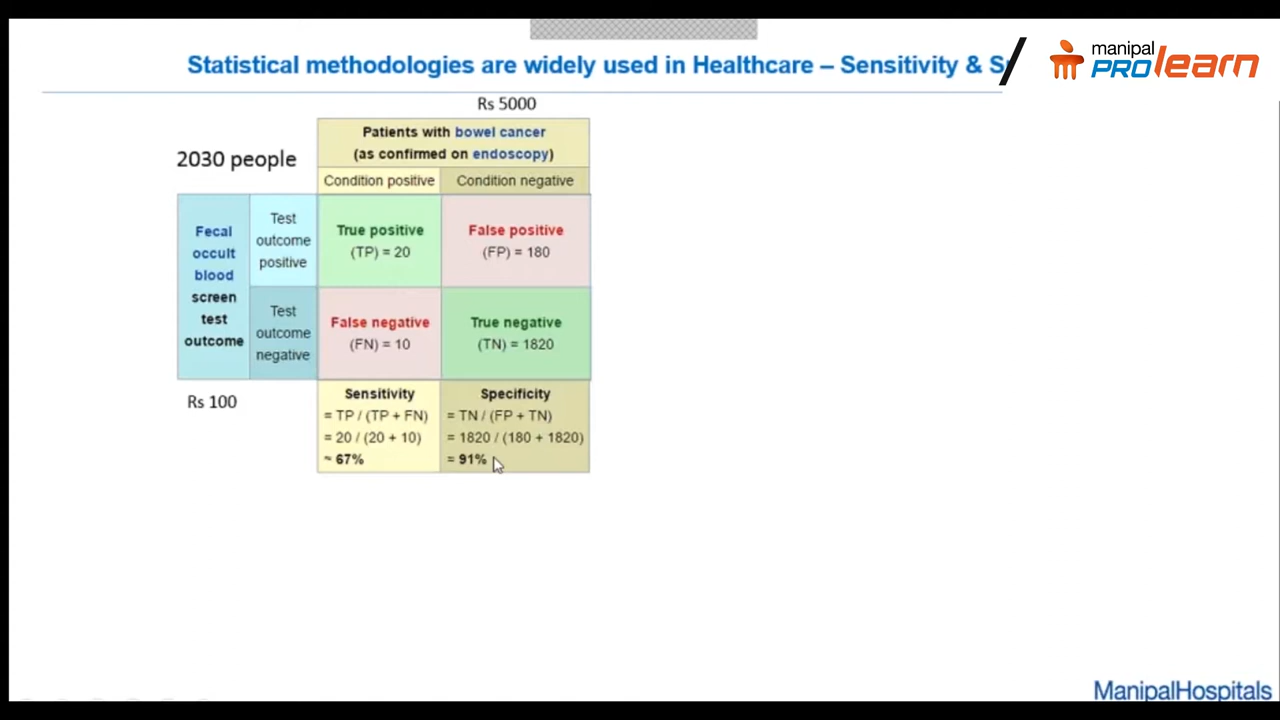 Statistical methodologies are widely used in Healthcare – Sensitivity & S
manipal
PROlearn
Rs 5000
2030 people
Patients with bowel cancer
(as confirmed on endoscopy)
Condition positive
Condition negative
Fecal
occult
blood
screen
test
outcome
Test
outcome
positive
True positive
(TP) = 20
False positive
(FP) = 180
Test
outcome
negative
False negative
(FN) = 10
True negative
(TN) = 1820
Rs 100
Sensitivity
= TP / (TP + FN)
= 20 / (20 + 10)
≈ 67%
Specificity
= TN / (FP + TN)
= 1820 / (180 + 1820)
= 91%
ManipalHospitals